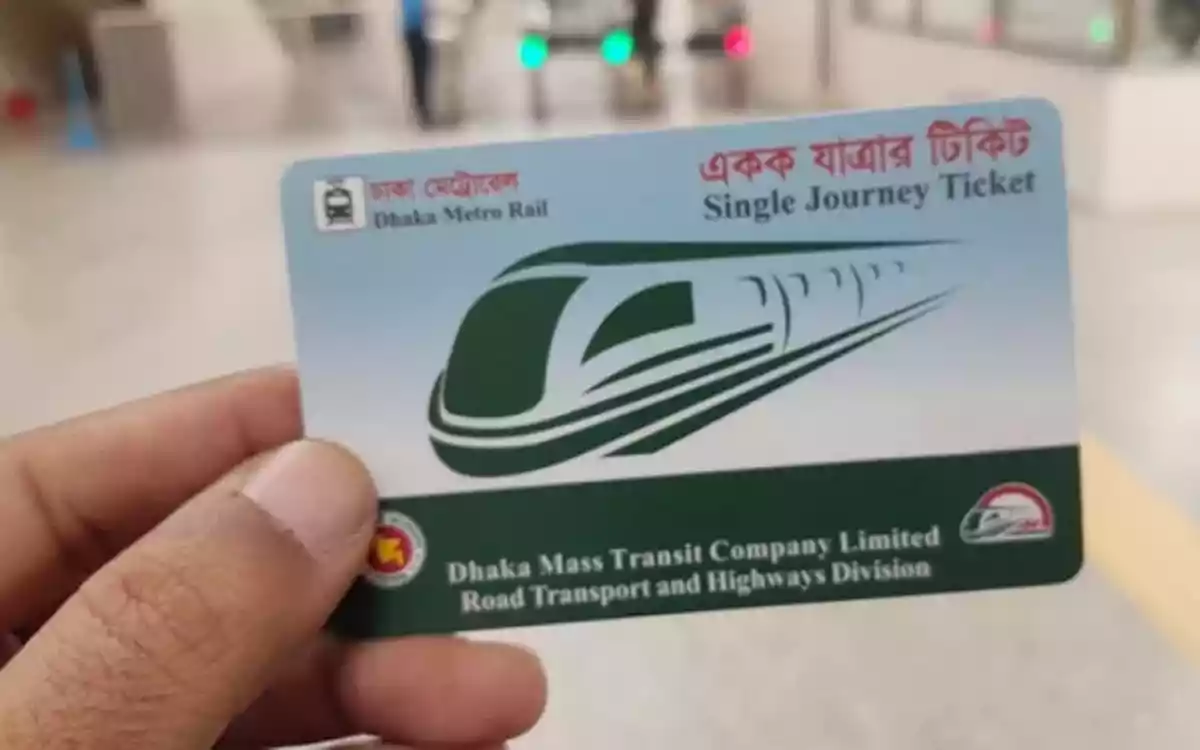 ঢাকা মেট্রোরেল
Dhaka Metro Rail
একক যাত্রার টিকিট
Single Journey Ticket
Dhaka Mass Transit Company Limited
Road Transport and Highways Division